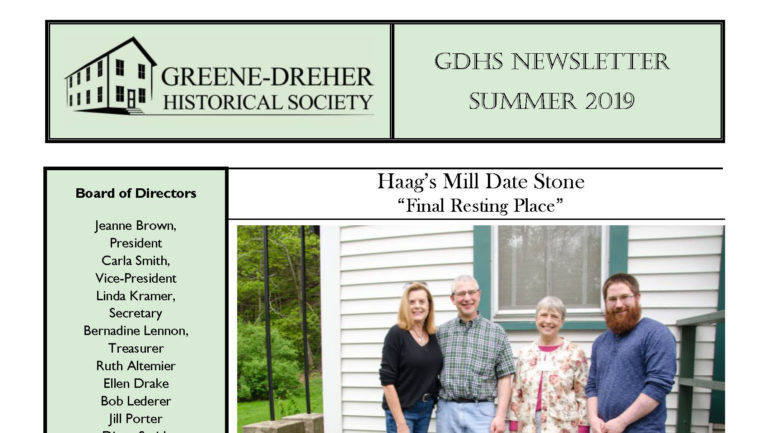 GREENE-DREHER
HISTORICAL SOCIETY
GDHS NEWSLETTER
SUMMER 2019
Board of Directors
Jeanne Brown,
President
Carla Smith,
Vice-President
Linda Kramer,
Secretary
Bernadine Lennon,
Treasurer
Ruth Altemier
Ellen Drake
Bob Lederer
Jill Porter
Haag's Mill Date Stone
"Final Resting Place"